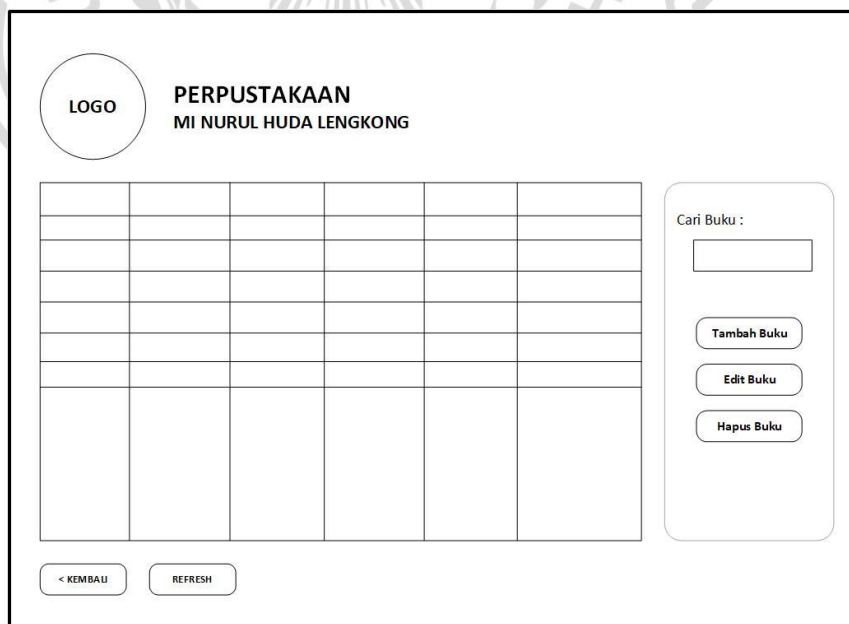 LOGO
PERPUSTAKAAN
MI NURUL HUDA LENGKONG
Cari Buku :
Tambah Buku
Edit Buku
Hapus Buku
< KEMBALI
REFRESH